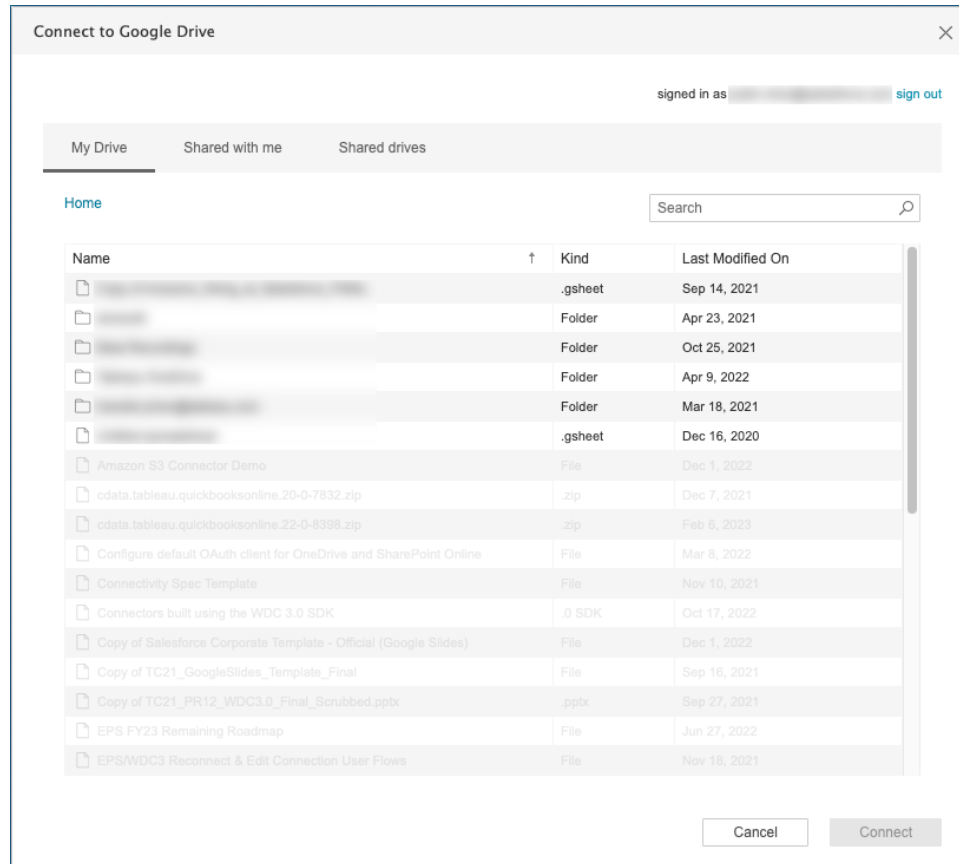 Connect to Google Drive
signed in as sign out
My Drive Shared with me Shared drives
Home Search
Name ↑ Kind Last Modified On
.gsheet Sep 14, 2021
Folder Apr 23, 2021
Folder Oct 25, 2021
Folder Apr 9, 2022
Folder Mar 18, 2021
.gsheet Dec 16, 2020
Amazon S3 Connector Demo File Dec 1, 2022
cdata.tableau.quickbooksonline.20-0-7832.zip .zip Dec 7, 2021
cdata.tableau.quickbooksonline.22-0-8398.zip .zip Feb 6, 2023
Configure default OAuth client for OneDrive and SharePoint Online File Mar 8, 2022
Connectivity Spec Template File Nov 10, 2021
Connectors built using the WDC 3.0 SDK .0 SDK Oct 17, 2022
Copy of Salesforce Corporate Template - Official (Google Slides) File Dec 1, 2022
Copy of TC21_GoogleSlides_Template_Final File Sep 16, 2021
Copy of TC21_PR12_WDC3.0_Final_Scrubbed.pptx .pptx Sep 27, 2021
EPS FY23 Remaining Roadmap File Jun 27, 2022
EPS/WDC3 Reconnect & Edit Connection User Flows File Nov 18, 2021
Cancel Connect